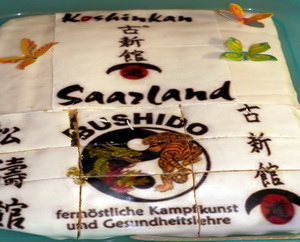 Koshinkan
古新館
Saarland
BUSHIDO
古新館
松濤館
fernöstliche Kampfkunst
und Gesundheitslehre